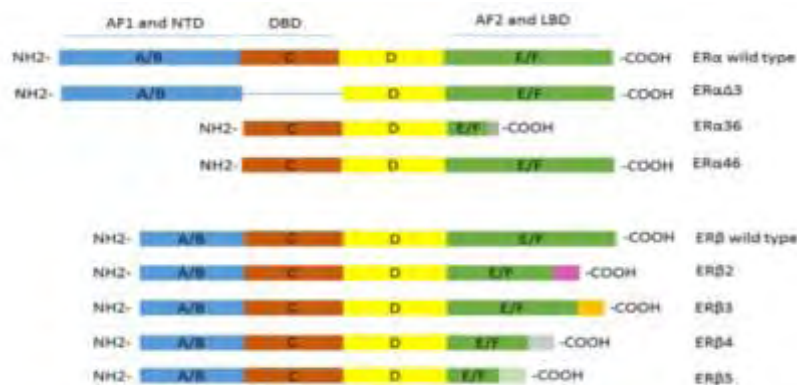 AF1 and NTD DBD AF2 and LBD
NH2- A/B C D E/F -COOH ERα wild type
NH2- A/B D E/F -COOH ERαΔ3
NH2- C D E/F -COOH ERα36
NH2- C D E/F -COOH ERα46
NH2- A/B C D E/F -COOH ERβ wild type
NH2- A/B C D E/F -COOH ERβ2
NH2- A/B C D E/F -COOH ERβ3
NH2- A/B C D E/F -COOH ERβ4
NH2- A/B C D E/F -COOH ERβ5